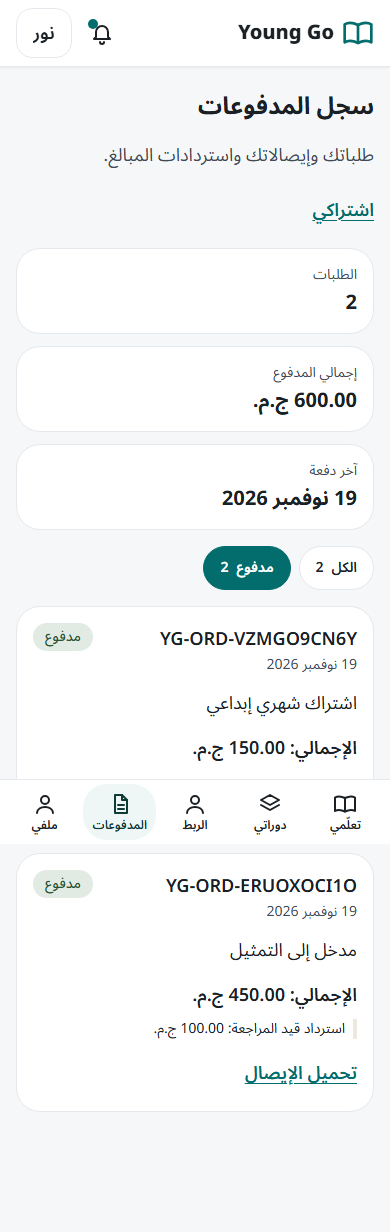 Young Go
نور
سجل المدفوعات
طلباتك وإيصالاتك واستردادات المبالغ.
اشتراكي
الطلبات
2
إجمالي المدفوع
600.00 ج.م.
آخر دفعة
19 نوفمبر 2026
الكل 2
مدفوع 2
YG-ORD-VZMGO9CN6Y
مدفوع
19 نوفمبر 2026
اشتراك شهري إبداعي
الإجمالي: 150.00 ج.م.
تعلّمي
دوراتي
الربط
المدفوعات
ملفي
YG-ORD-ERUOXOCI1O
مدفوع
19 نوفمبر 2026
مدخل إلى التمثيل
الإجمالي: 450.00 ج.م.
استرداد قيد المراجعة: 100.00 ج.م.
تحميل الإيصال